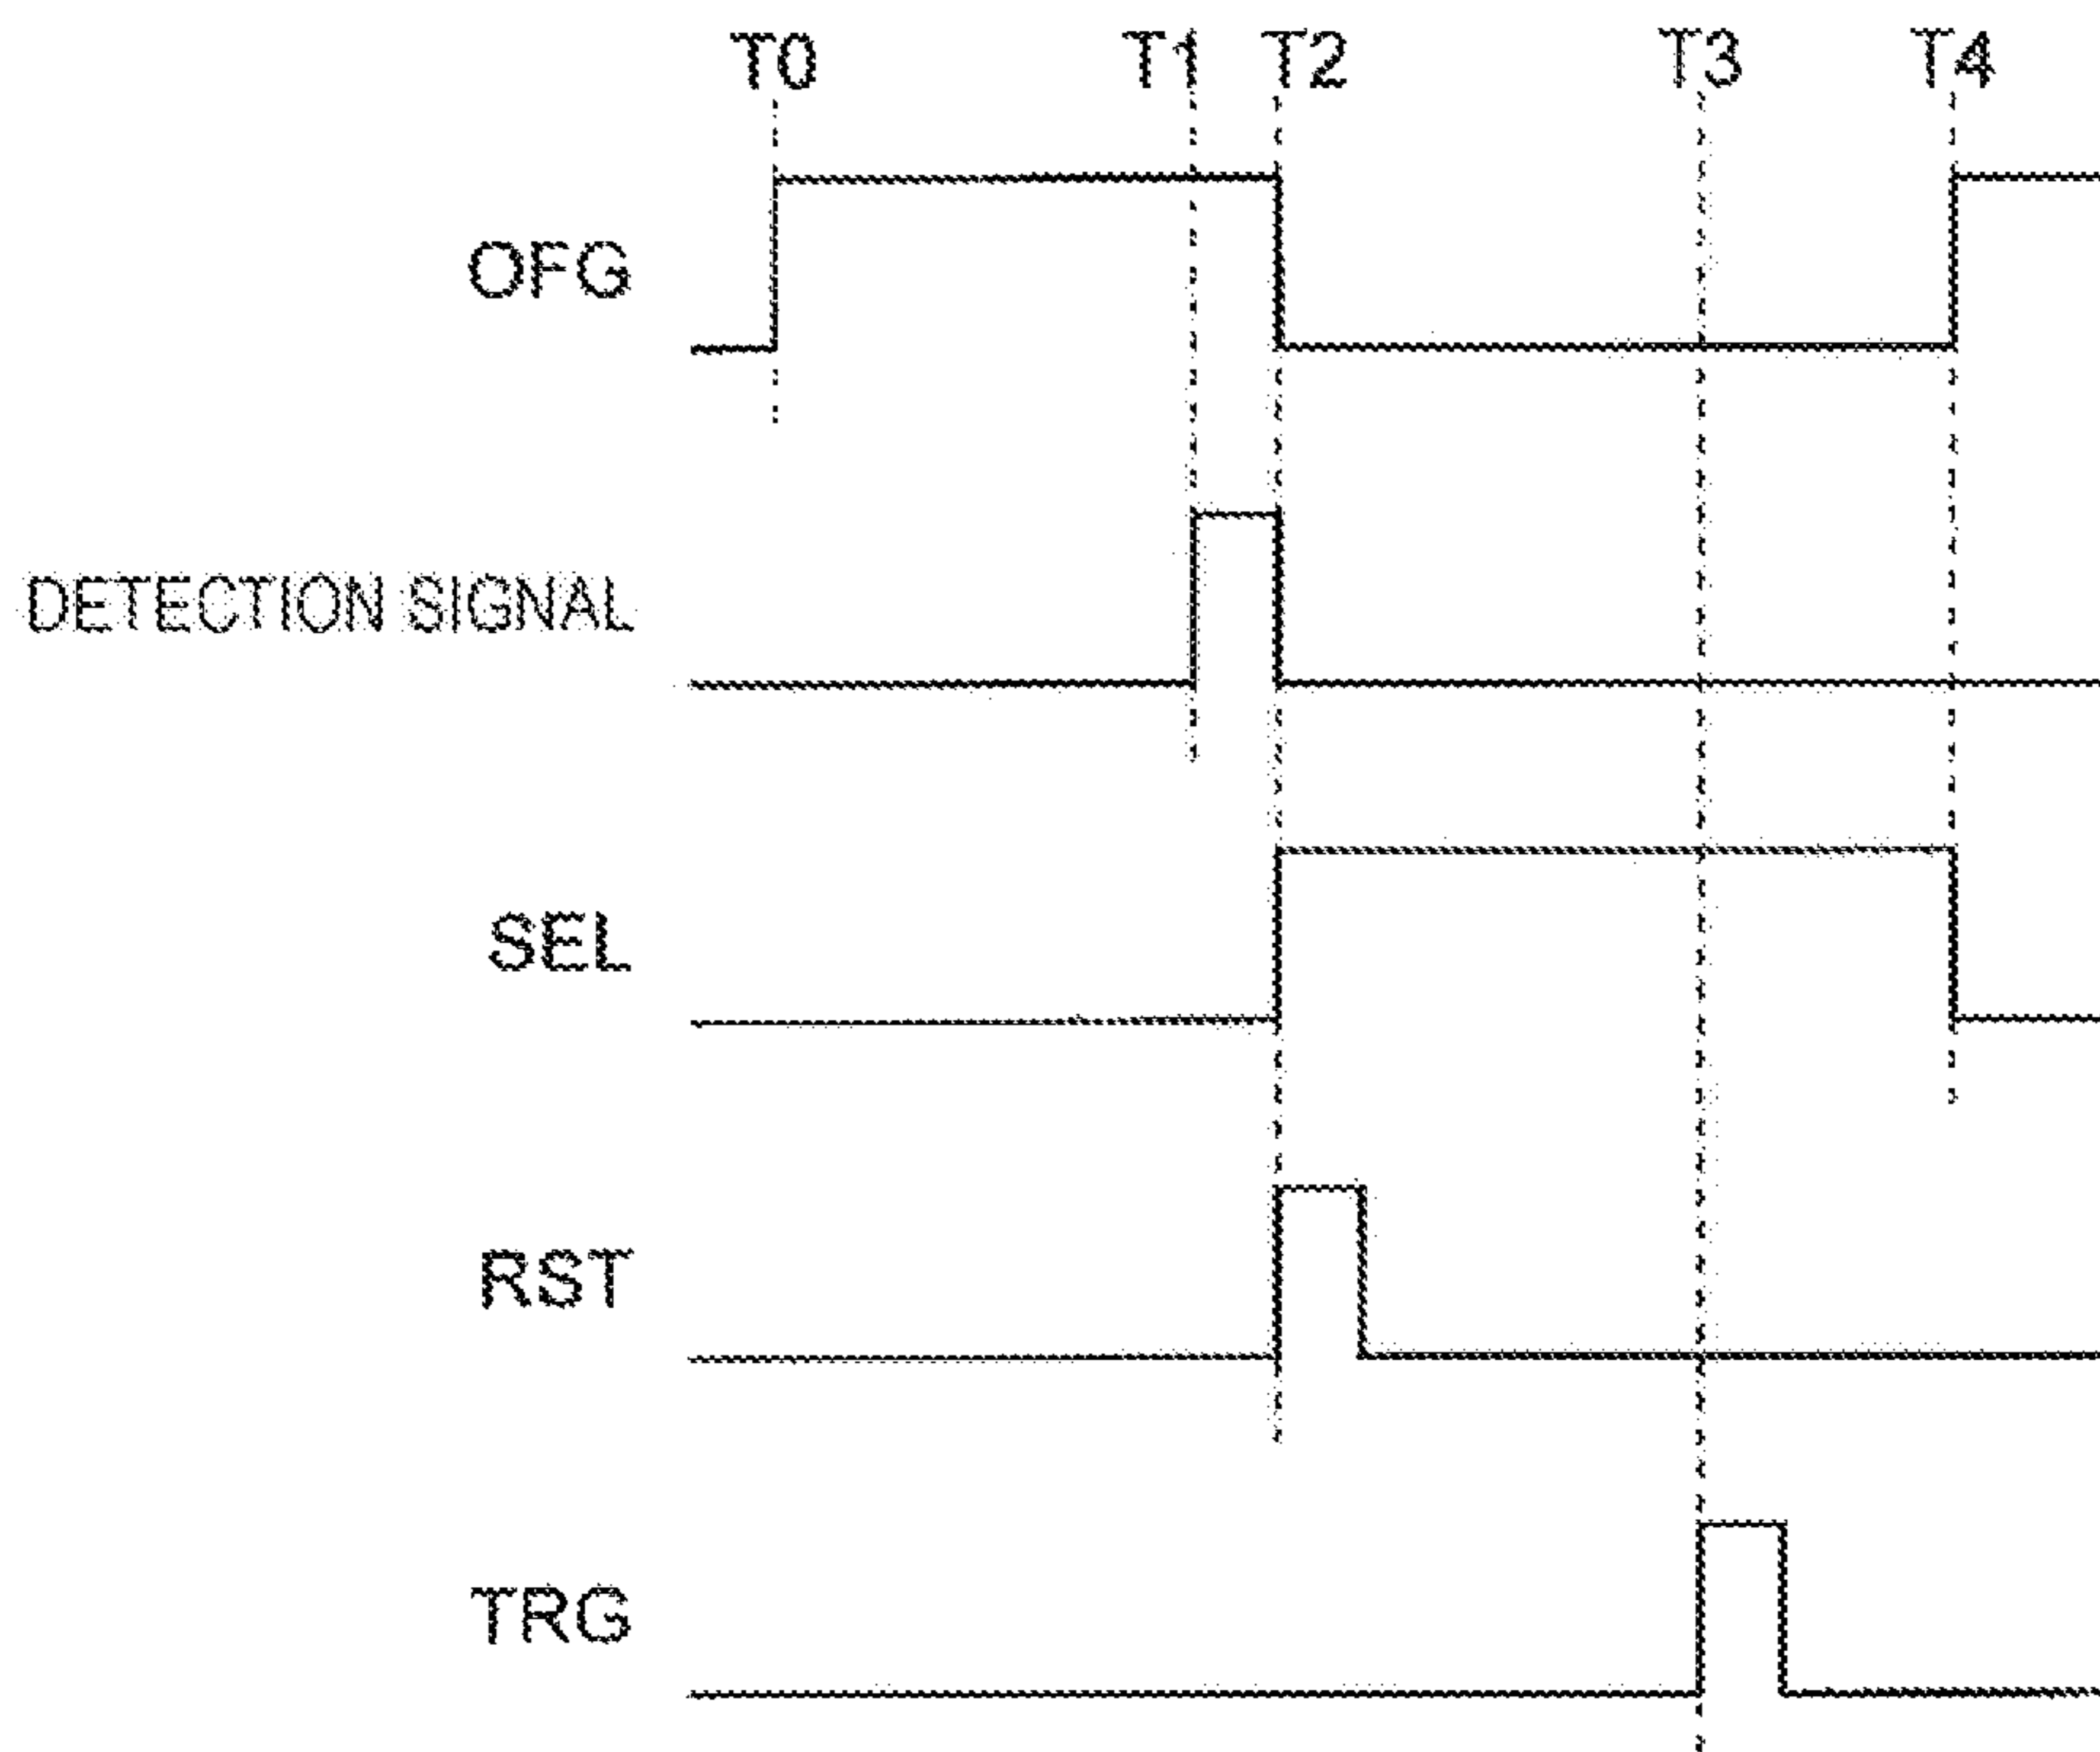 T0 T1 T2 T3 T4
OFG
DETECTION SIGNAL
SEL
RST
TRG